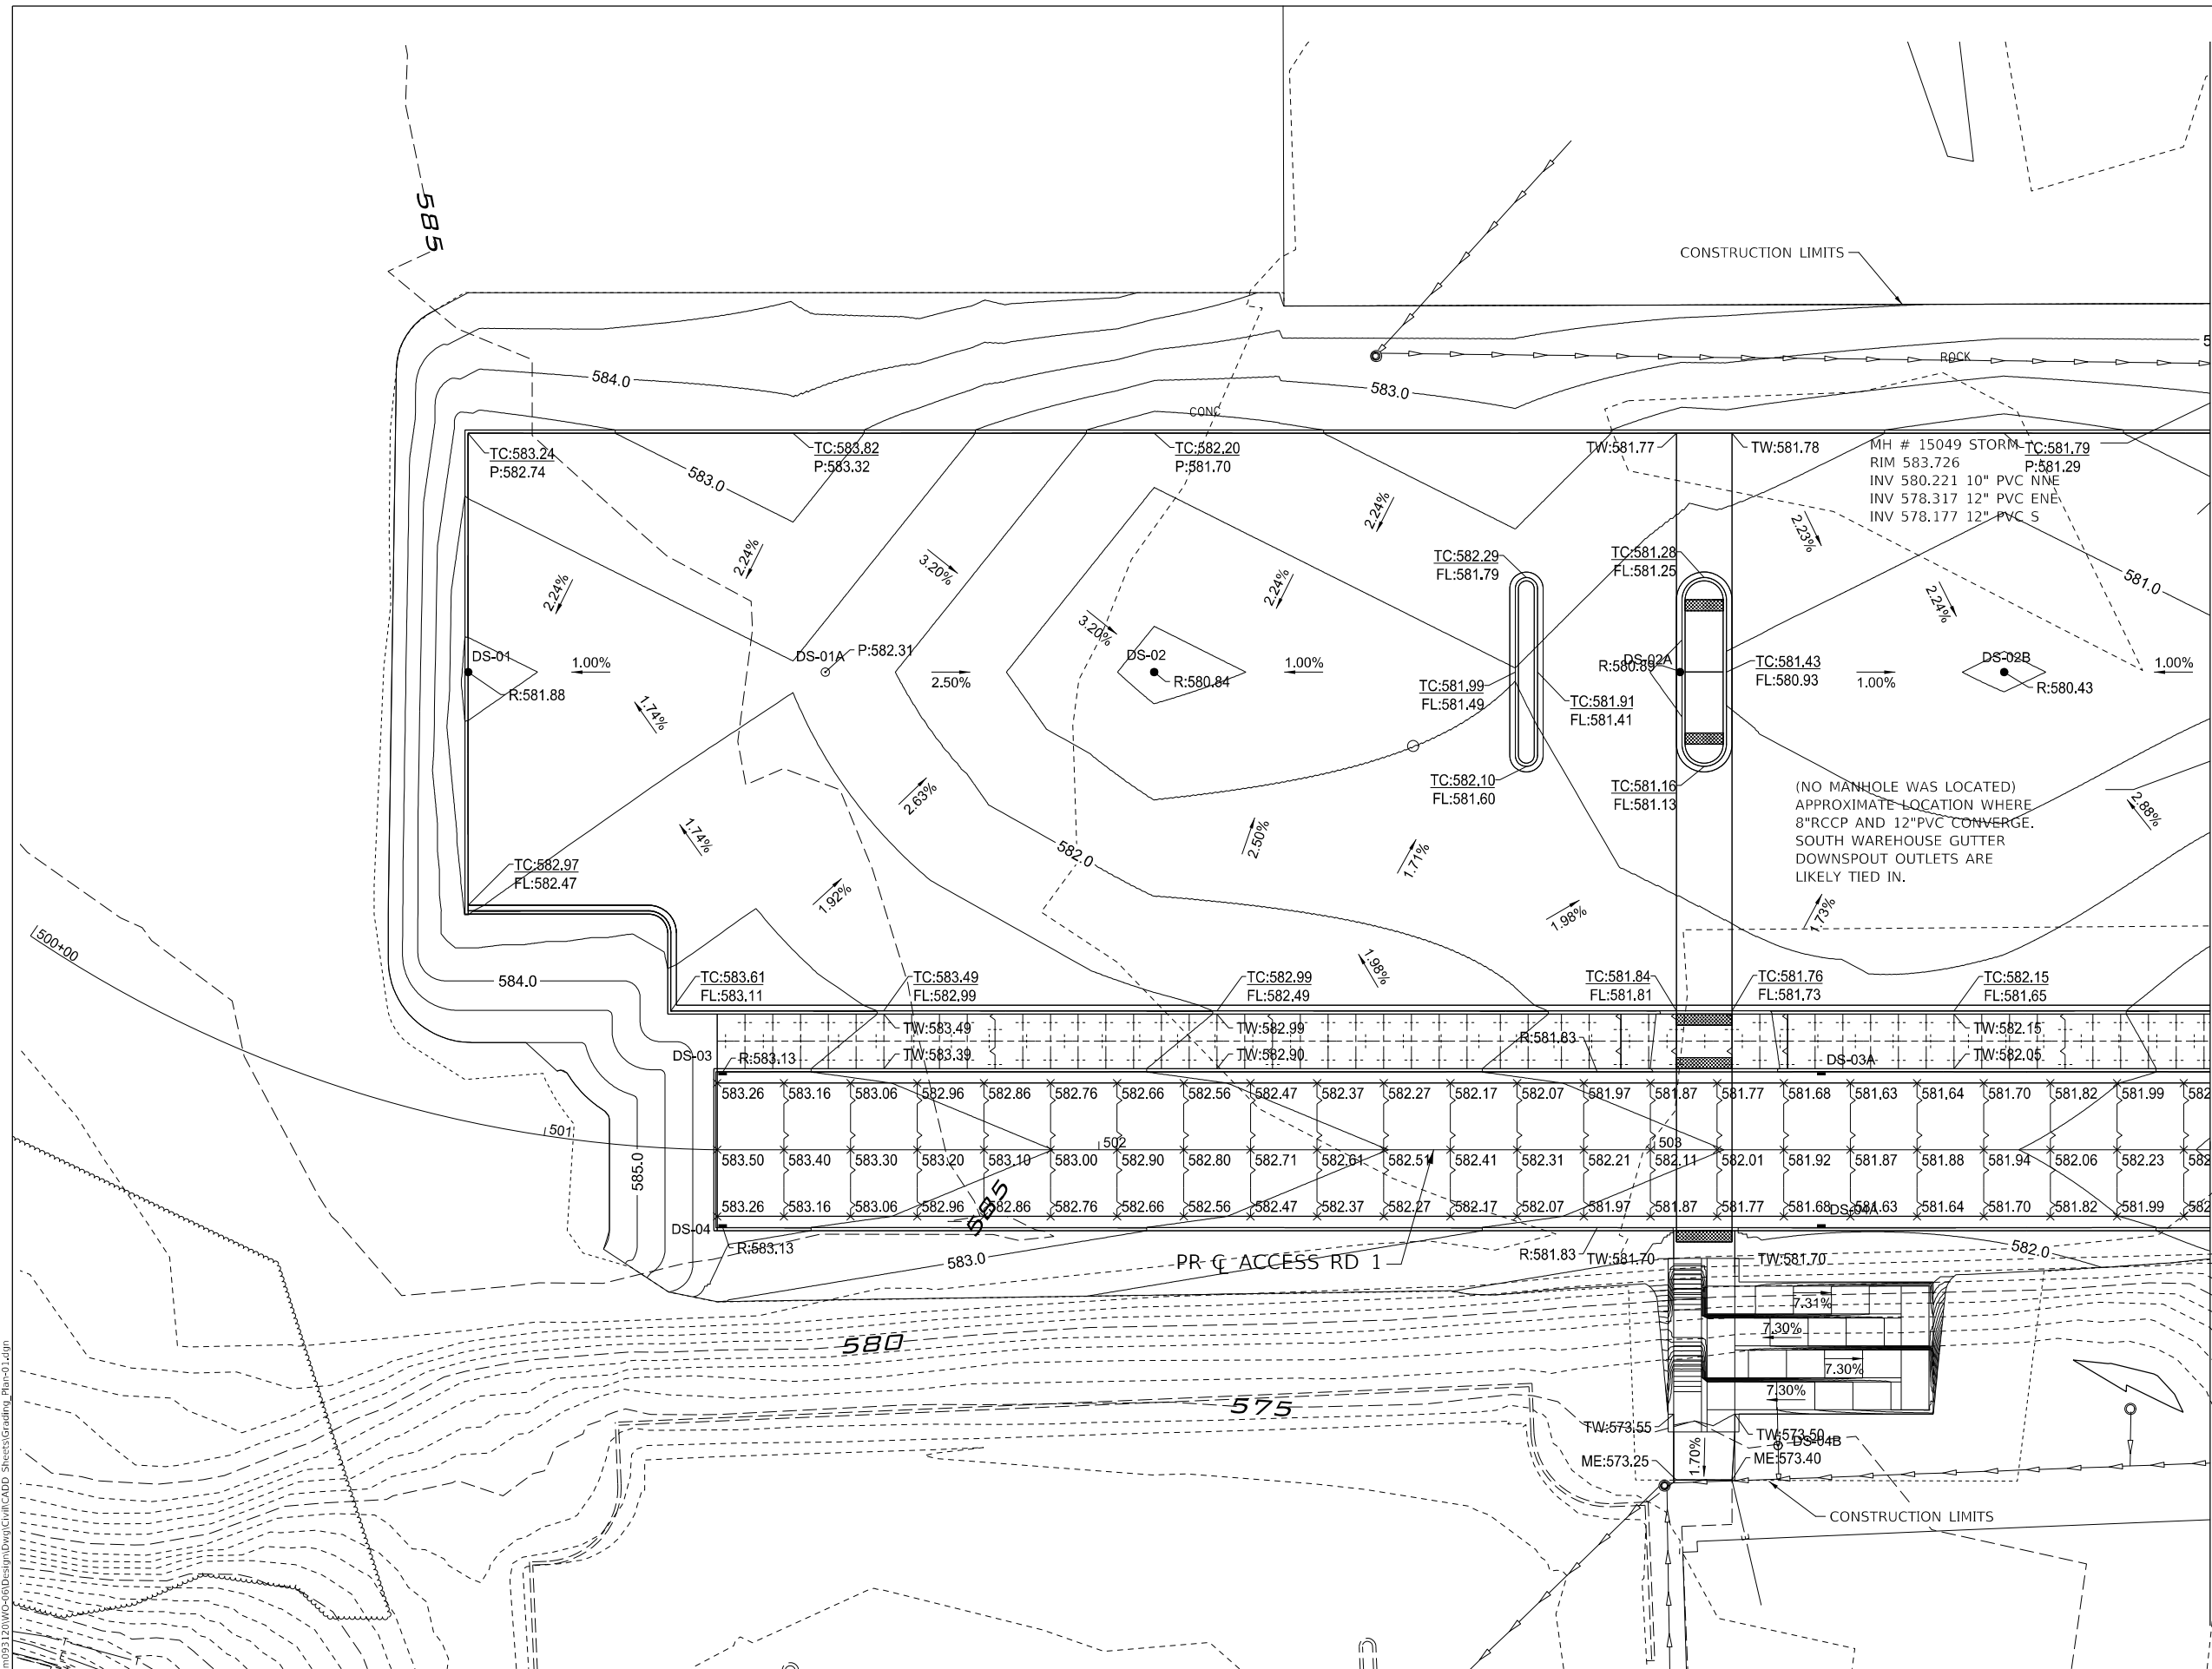 585
CONSTRUCTION LIMITS
ROCK
584.0
583.0
CONC
TC:583.24
P:582.74
TC:583.82
P:583.32
TC:582.20
P:581.70
TW:581.77
TW:581.78
MH # 15049 STORM
RIM 583.726
INV 580.221 10" PVC NNE
INV 578.317 12" PVC ENE
INV 578.177 12" PVC S
TC:581.79
P:581.29
583.0
2.24%
2.24%
3.20%
2.24%
2.24%
3.20%
2.23%
2.24%
581.0
TC:582.29
FL:581.79
TC:581.28
FL:581.25
DS-01
R:581.88
1.00%
DS-01A
P:582.31
2.50%
DS-02
R:580.84
1.00%
TC:581.99
FL:581.49
TC:581.91
FL:581.41
DS-02A
TC:581.43
FL:580.93
1.00%
DS-02B
R:580.43
1.00%
1.74%
1.74%
2.63%
1.92%
2.50%
1.71%
1.98%
1.98%
1.73%
2.88%
582.0
TC:582.10
FL:581.60
TC:581.16
FL:581.13
(NO MANHOLE WAS LOCATED)
APPROXIMATE LOCATION WHERE
8"RCCP AND 12"PVC CONVERGE.
SOUTH WAREHOUSE GUTTER
DOWNSPOUT OUTLETS ARE
LIKELY TIED IN.
TC:582.97
FL:582.47
500+00
584.0
TC:583.61
FL:583.11
TC:583.49
FL:582.99
TC:582.99
FL:582.49
TC:581.84
FL:581.81
TC:581.76
FL:581.73
TC:582.15
FL:581.65
TW:583.49
TW:582.99
TW:582.15
R:581.83
DS-03
R:583.13
TW:583.39
TW:582.90
DS-03A
TW:582.05
583.26 583.16 583.06 582.96 582.86 582.76 582.66 582.56 582.47 582.37 582.27 582.17 582.07 581.97 581.87 581.77 581.68 581.63 581.64 581.70 581.82 581.99 582
501
502
503
583.50 583.40 583.30 583.20 583.10 583.00 582.90 582.80 582.71 582.61 582.51 582.41 582.31 582.21 582.11 582.01 581.92 581.87 581.88 581.94 582.06 582.23 582
585.0
585
583.26 583.16 583.06 582.96 582.86 582.76 582.66 582.56 582.47 582.37 582.27 582.17 582.07 581.97 581.87 581.77 581.68 581.63 581.64 581.70 581.82 581.99 582
DS-04
DS-04A
R:583.13
583.0
PR ℄ ACCESS RD 1
R:581.83
TW:581.70
TW:581.70
582.0
7.31%
7.30%
7.30%
7.30%
580
575
TW:573.55
TW:573.50
DS-04B
ME:573.25
1.70%
ME:573.40
CONSTRUCTION LIMITS
m093120\WO-06\Design\Dwg\Civil\CADD_Sheets\Grading_Plan-01.dgn